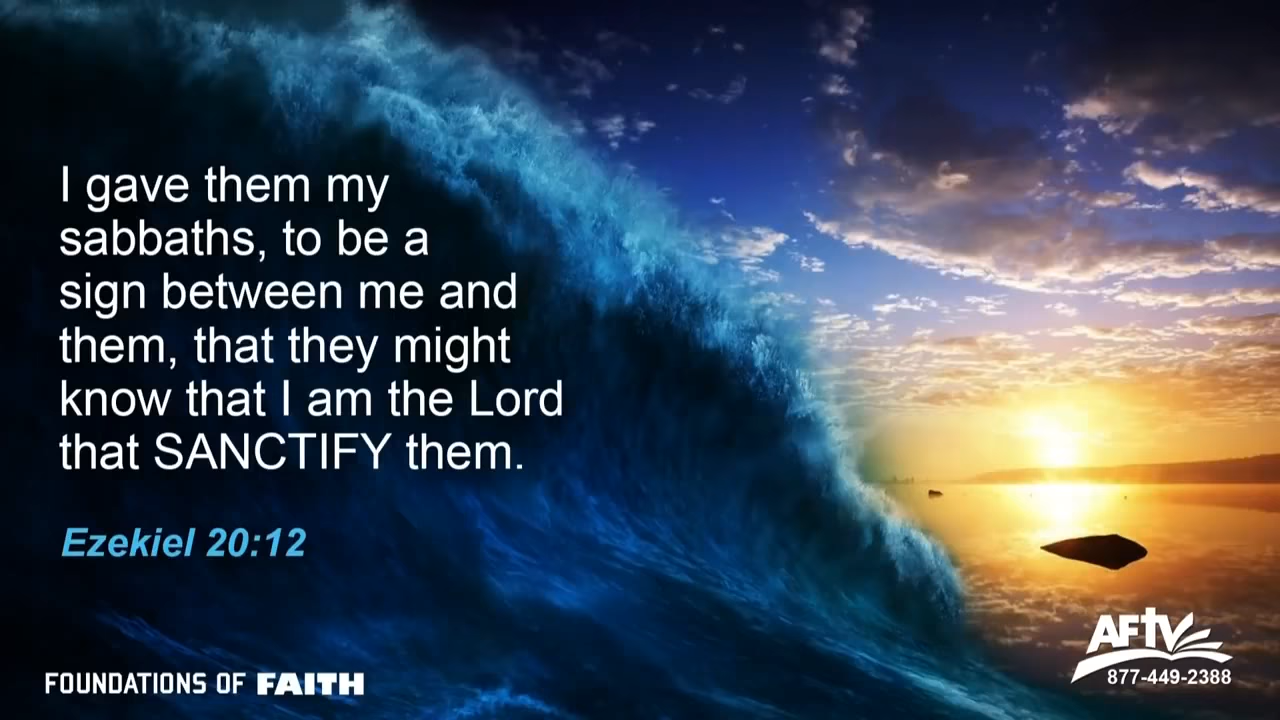 I gave them my
sabbaths, to be a
sign between me and
them, that they might
know that I am the Lord
that SANCTIFY them.
Ezekiel 20:12
FOUNDATIONS OF FAITH
AFTV
877-449-2388